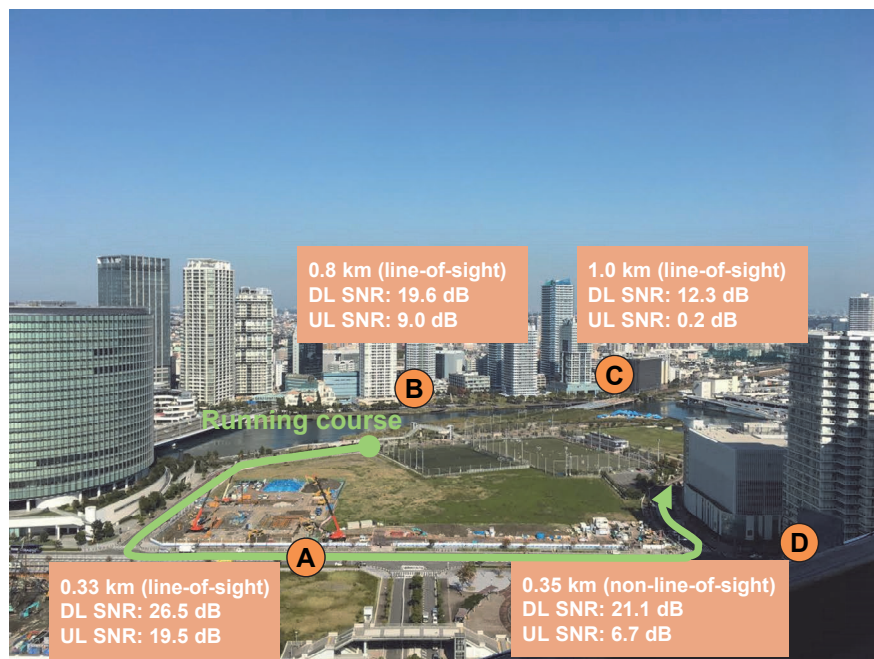 0.8 km (line-of-sight)
DL SNR: 19.6 dB
UL SNR: 9.0 dB
1.0 km (line-of-sight)
DL SNR: 12.3 dB
UL SNR: 0.2 dB
B
C
Running course
A
D
0.33 km (line-of-sight)
DL SNR: 26.5 dB
UL SNR: 19.5 dB
0.35 km (non-line-of-sight)
DL SNR: 21.1 dB
UL SNR: 6.7 dB